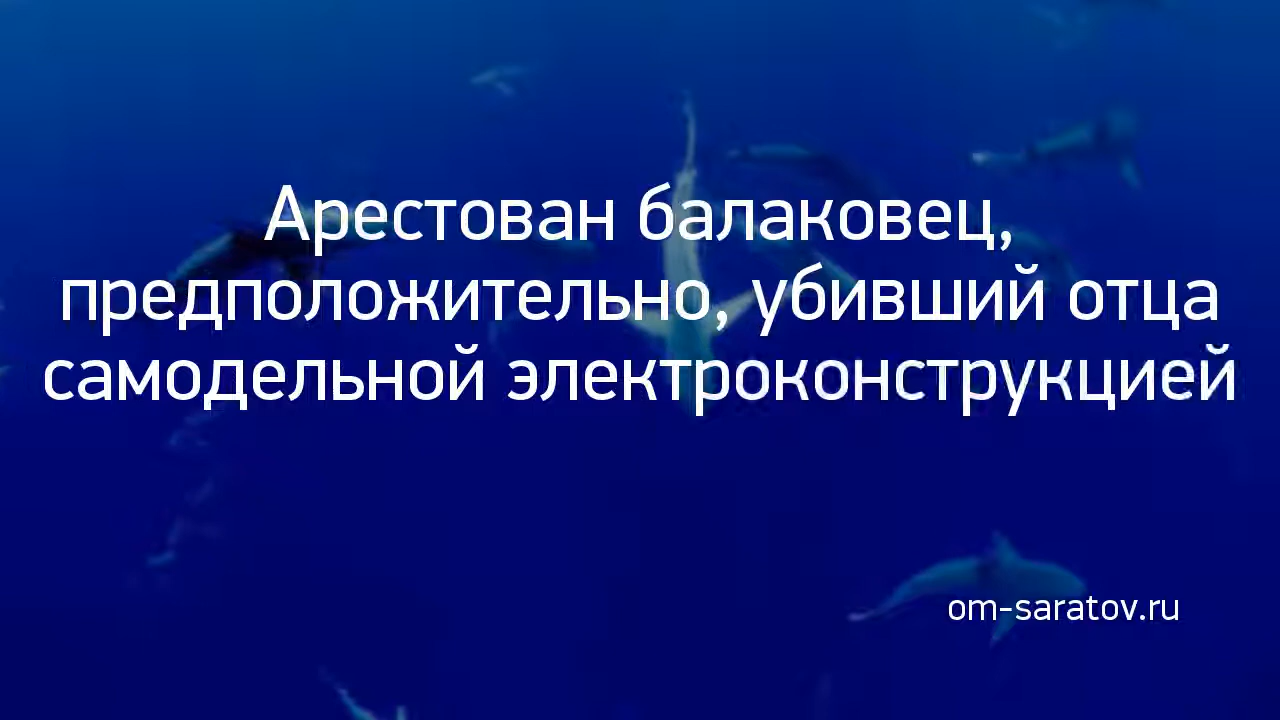 Арестован балаковец,
предположительно, убивший отца
самодельной электроконструкцией
om-saratov.ru